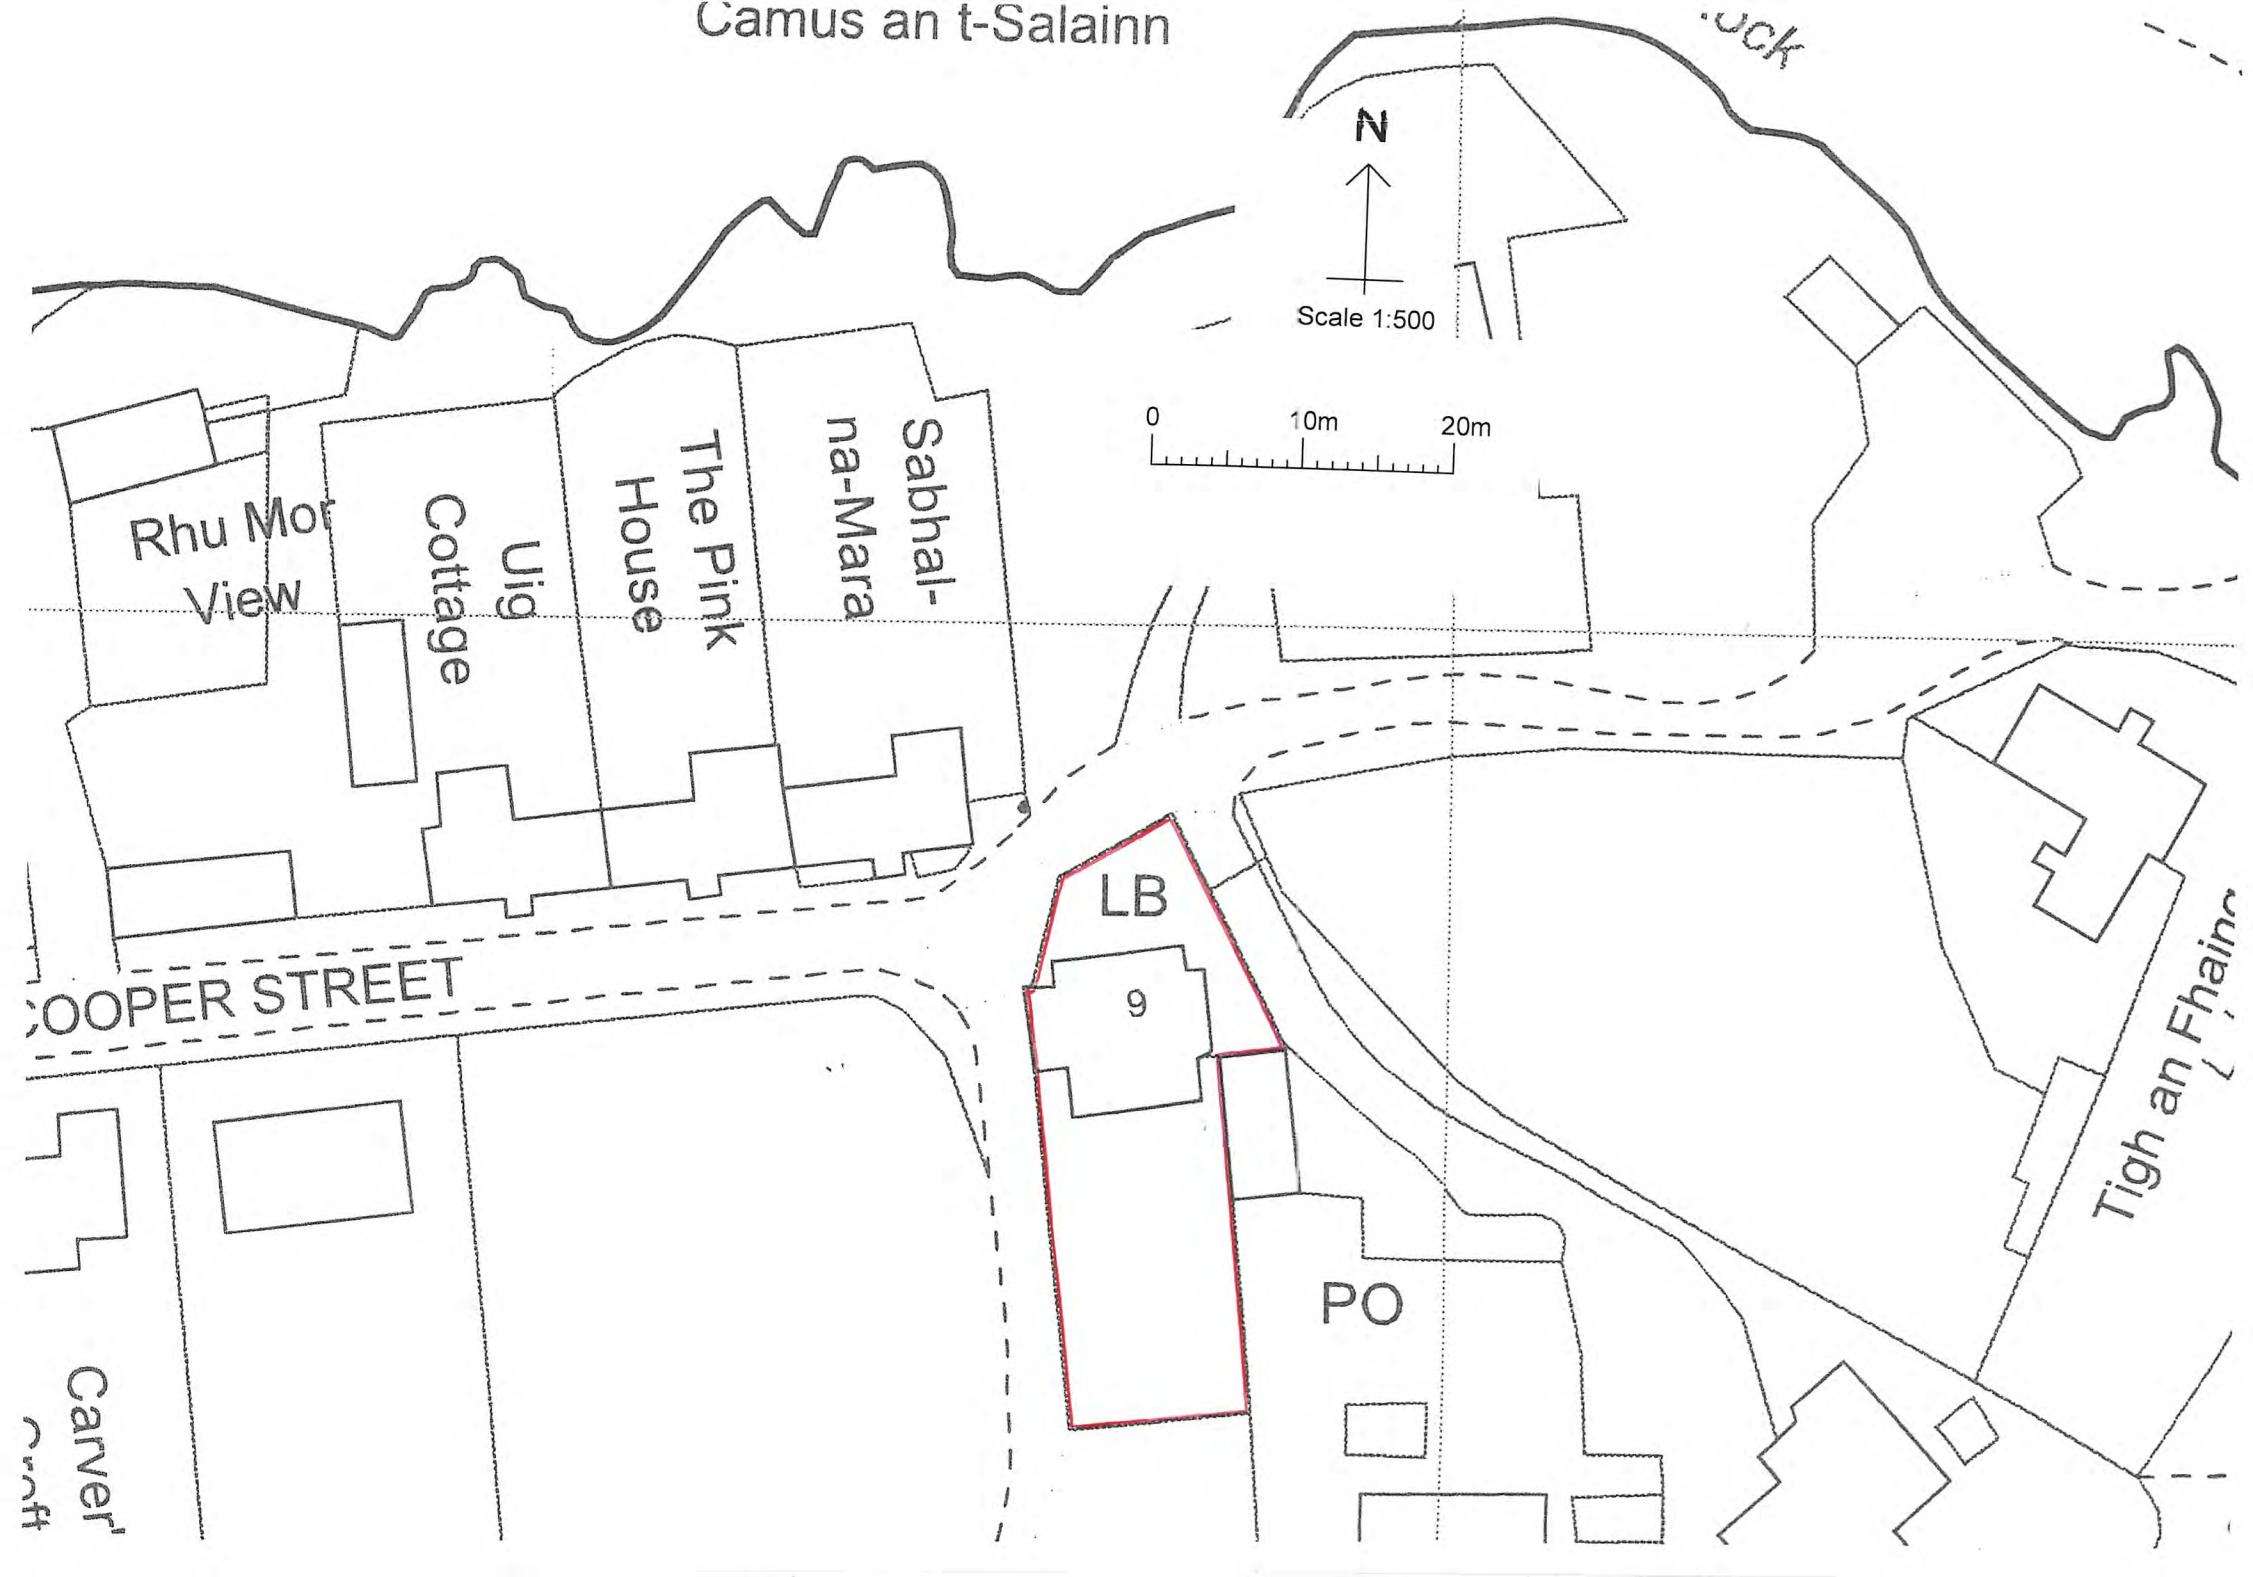 Camus an t-Salainn
N
Scale 1:500
0 10m 20m
Rhu Mor
View
Uig
Cottage
The Pink
House
Sabhal-
na-Mara
LB
9
COOPER STREET
PO
Tigh an Fhaing
Carver'